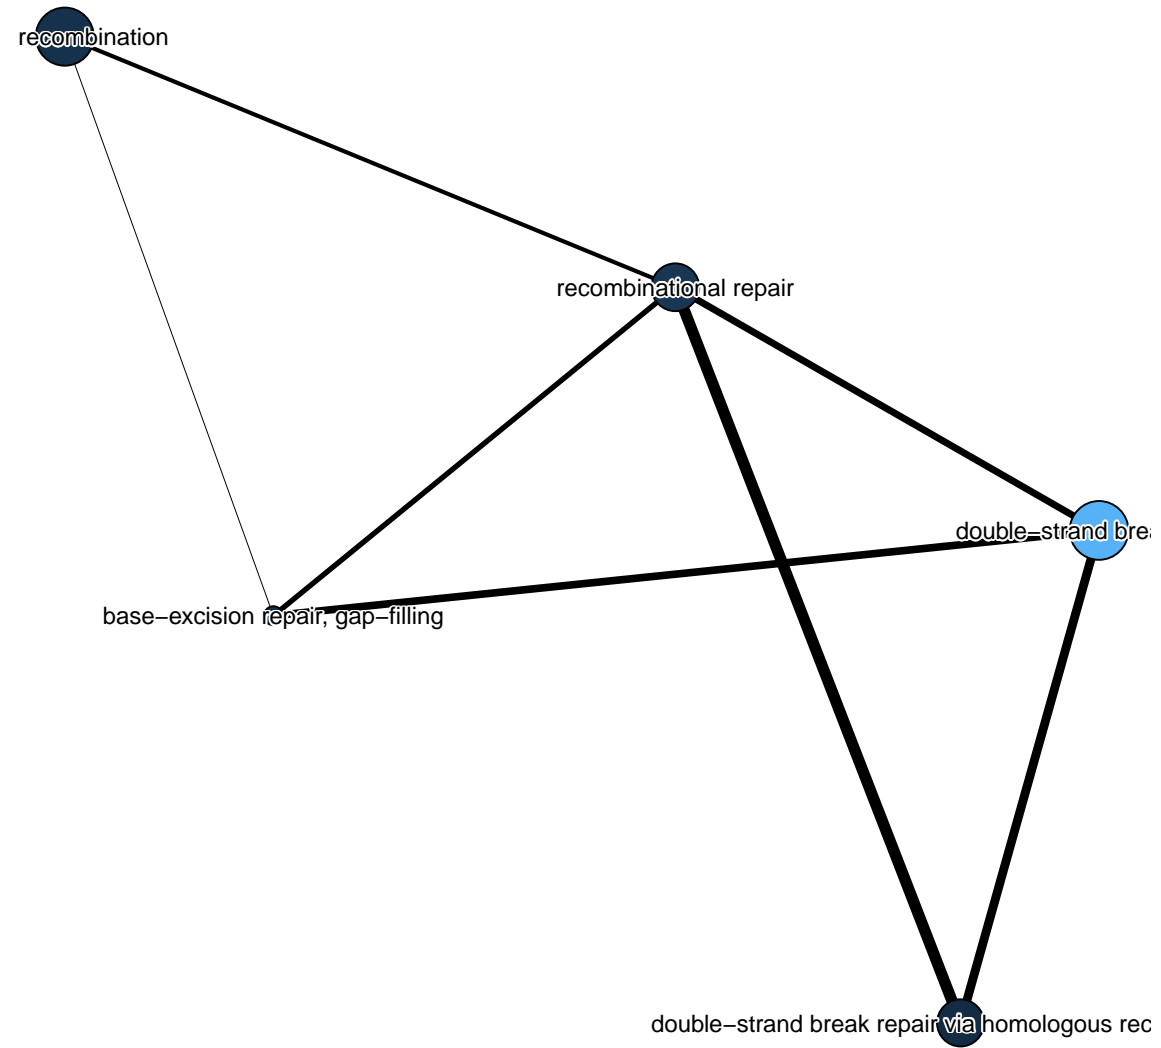 recombination
recombinational repair
double−strand brea
base−excision repair, gap−filling
double−strand break repair via homologous rec